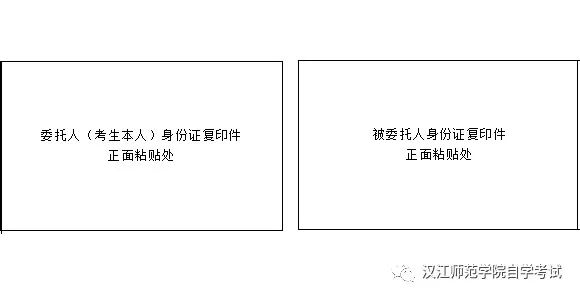 委托人（考生本人）身份证复印件
正面粘贴处
被委托人身份证复印件
正面粘贴处
汉江师范学院自学考试